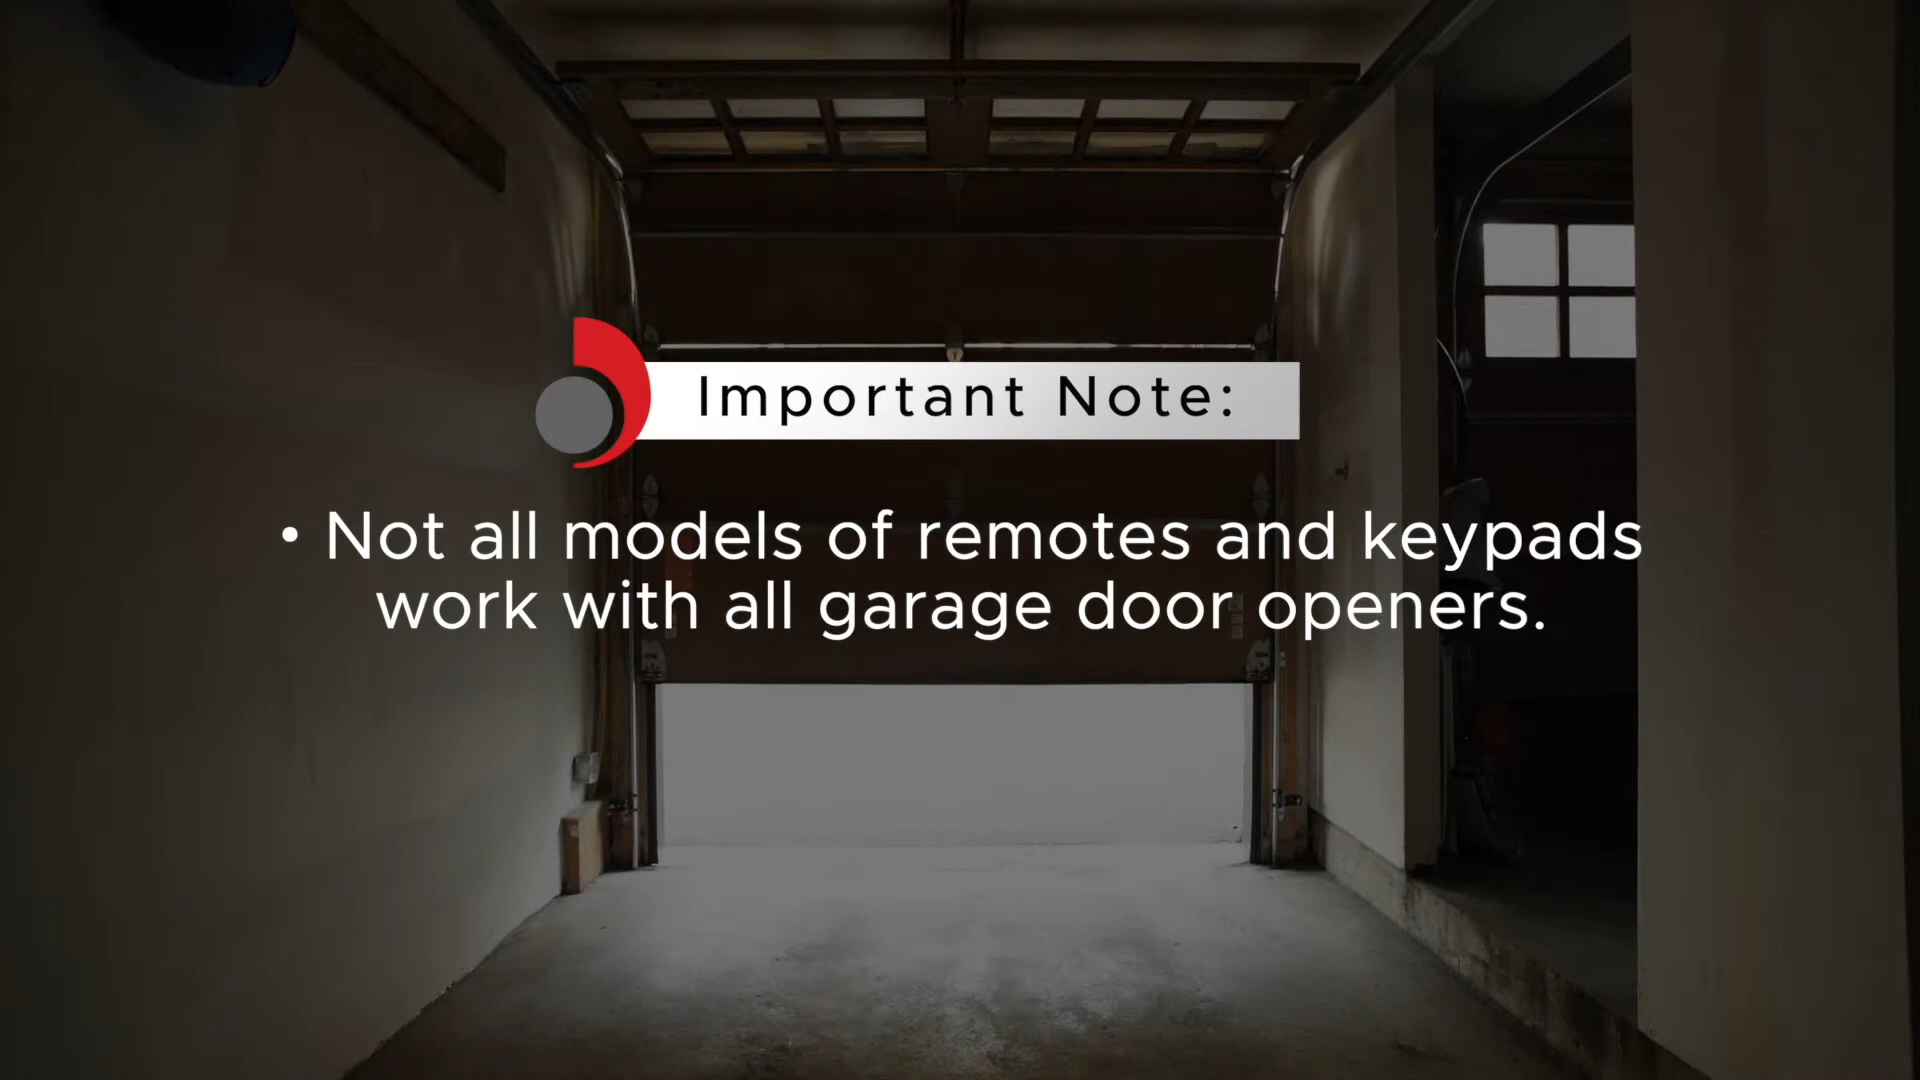 Important Note:
• Not all models of remotes and keypads
work with all garage door openers.